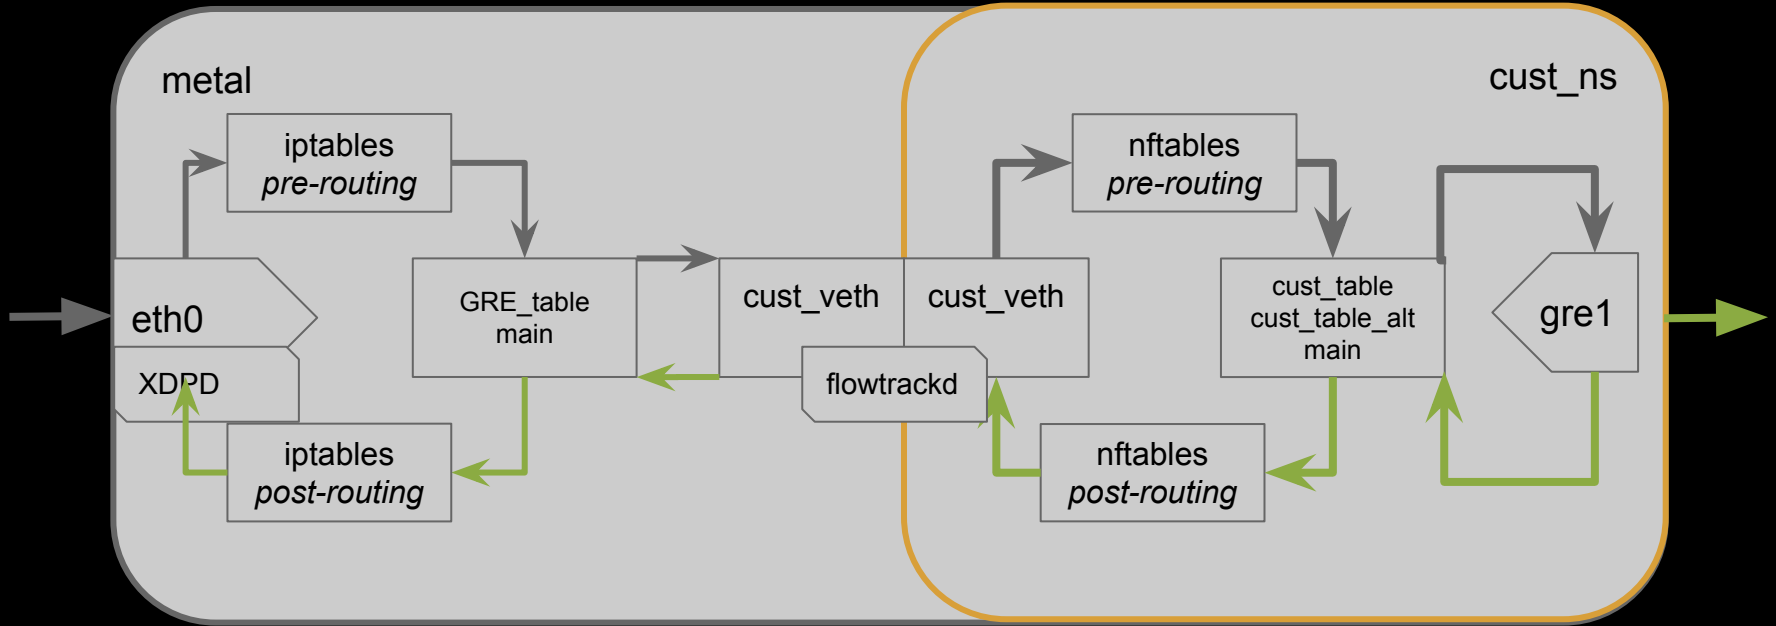 metal
cust_ns
iptables
pre-routing
nftables
pre-routing
eth0
XDPD
GRE_table
main
cust_veth
cust_veth
flowtrackd
cust_table
cust_table_alt
main
gre1
iptables
post-routing
nftables
post-routing